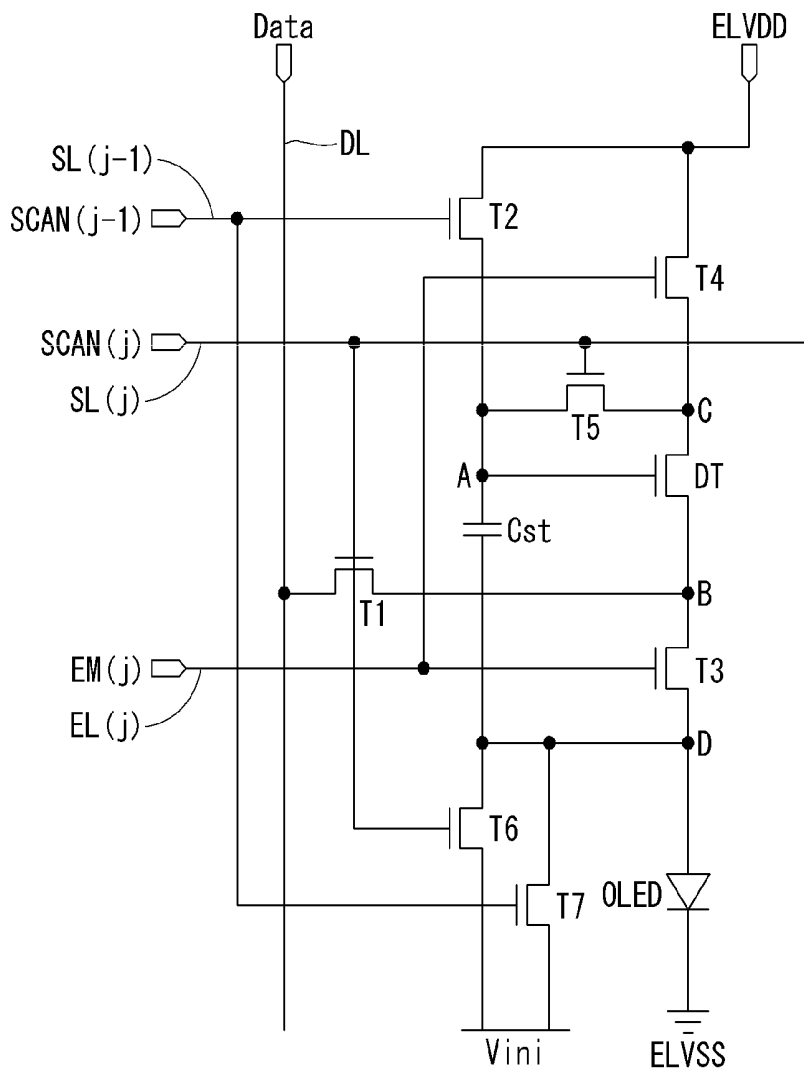 Data
ELVDD
SL(j-1)
DL
SCAN(j-1)
T2
T4
SCAN(j)
SL(j)
T5
C
A
DT
Cst
T1
B
EM(j)
T3
EL(j)
D
T6
OLED
T7
Vini
ELVSS